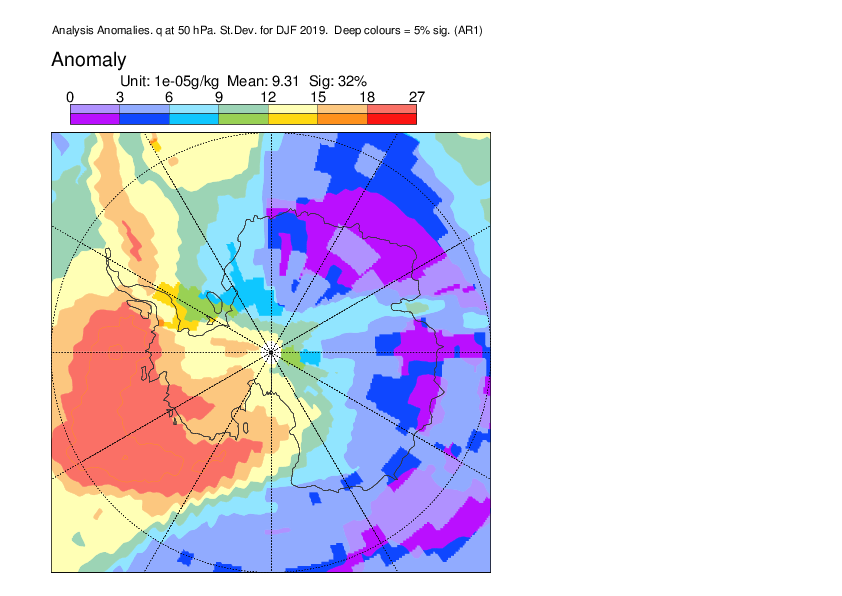 Analysis Anomalies. q at 50 hPa. St.Dev. for DJF 2019.  Deep colours = 5% sig. (AR1)
Anomaly
Unit: 1e-05g/kg  Mean: 9.31  Sig: 32%
0 3 6 9 12 15 18 27